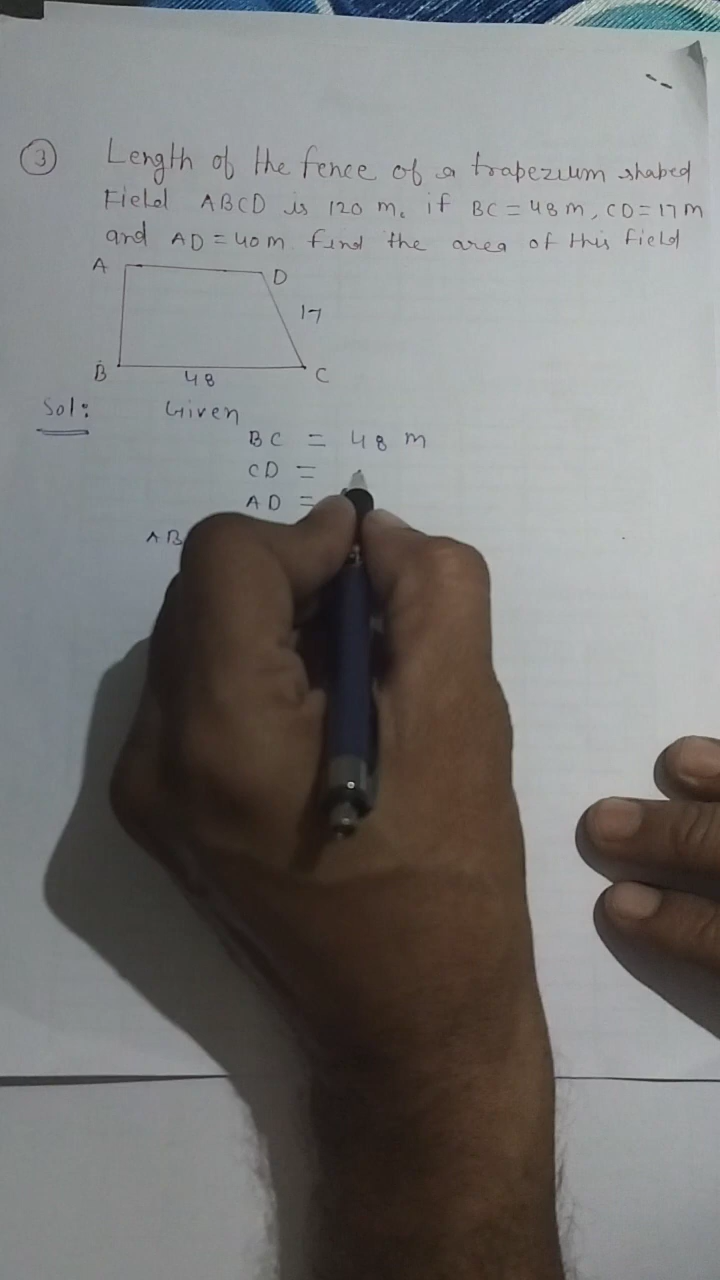 ③ Length of the fence of a trapezium shaped
Field ABCD is 120 m. if BC = 48 m, CD = 17 m
and AD = 40 m. find the area of this field
A
D
17
B
48
C
Sol:
Given
BC = 48 m
CD =
AD =
AB